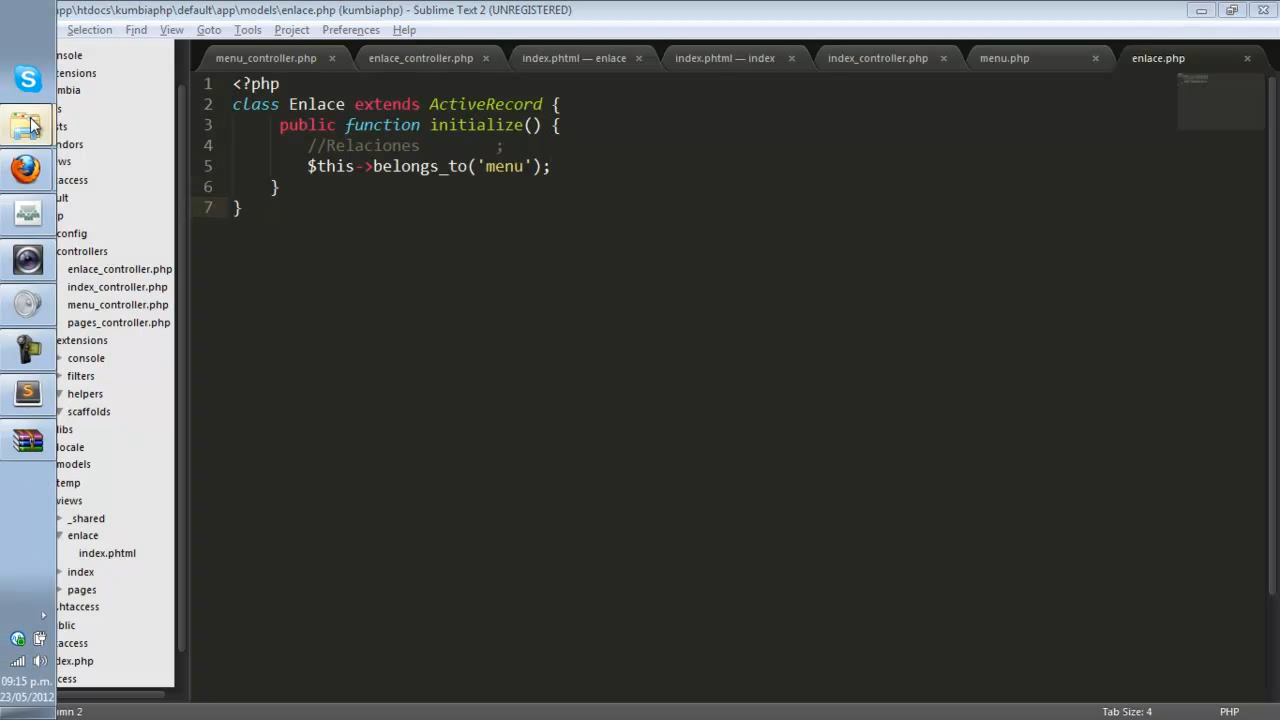 app\htdocs\kumbiaphp\default\app\models\enlace.php (kumbiaphp) - Sublime Text 2 (UNREGISTERED)
Selection Find View Goto Tools Project Preferences Help
menu_controller.php × enlace_controller.php × index.phtml — enlace × index.phtml — index × index_controller.php × menu.php × enlace.php ×
1 <?php
2 class Enlace extends ActiveRecord {
3 public function initialize() {
4 //Relaciones ;
5 $this->belongs_to('menu');
6 }
7 }
nsole
tensions
mbia
s
sts
ndors
ws
taccess
ult
p
config
controllers
enlace_controller.php
index_controller.php
menu_controller.php
pages_controller.php
extensions
console
filters
helpers
scaffolds
libs
locale
models
temp
views
_shared
enlace
index.phtml
index
pages
.htaccess
blic
taccess
dex.php
cess
09:15 p.m.
23/05/2012
mn 2
Tab Size: 4
PHP